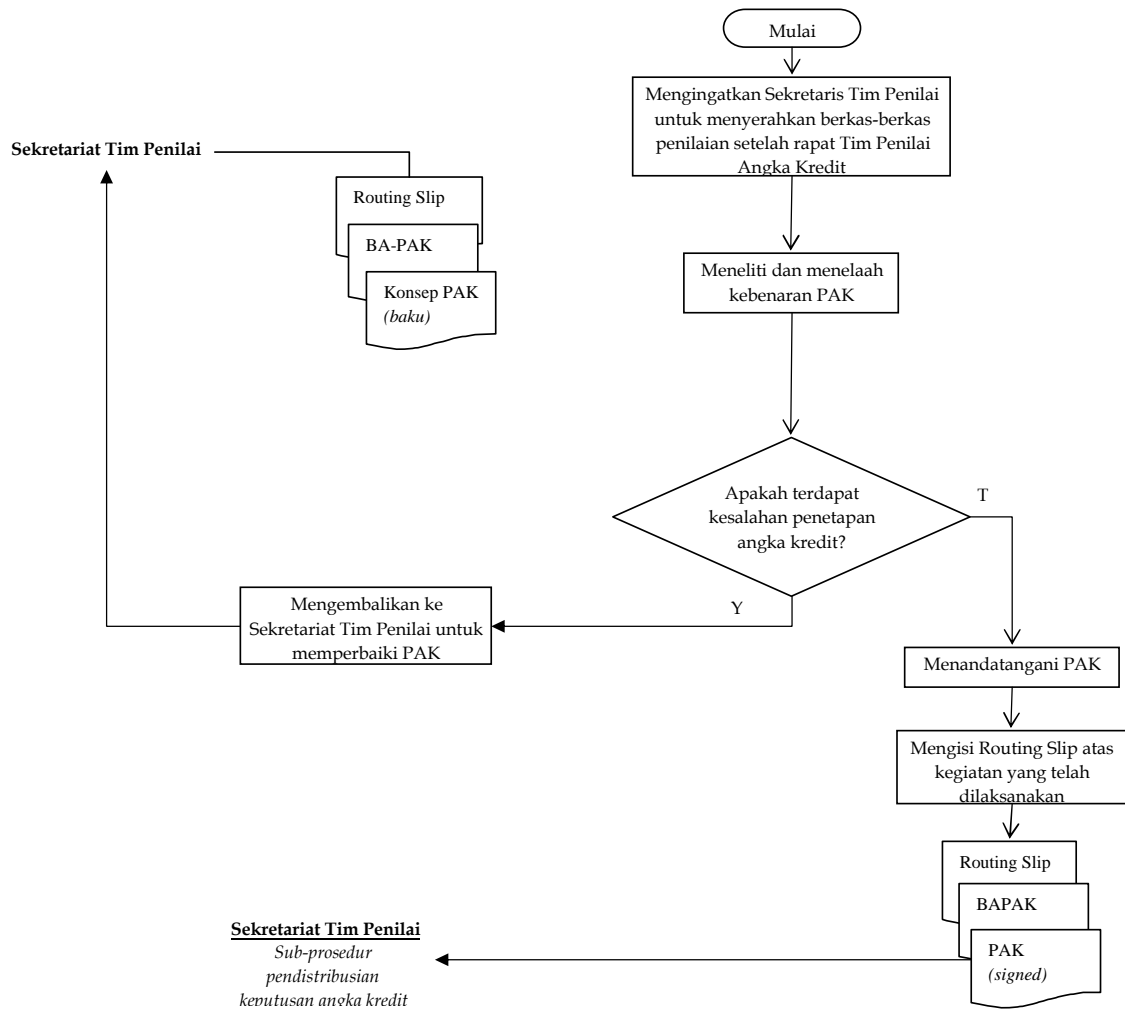 Mulai
Mengingatkan Sekretaris Tim Penilai
untuk menyerahkan berkas-berkas
penilaian setelah rapat Tim Penilai
Angka Kredit
Sekretariat Tim Penilai
Routing Slip
BA-PAK
Konsep PAK
(baku)
Meneliti dan menelaah
kebenaran PAK
Apakah terdapat
kesalahan penetapan
angka kredit?
T
Y
Mengembalikan ke
Sekretariat Tim Penilai untuk
memperbaiki PAK
Menandatangani PAK
Mengisi Routing Slip atas
kegiatan yang telah
dilaksanakan
Routing Slip
BAPAK
PAK
(signed)
Sekretariat Tim Penilai
Sub-prosedur
pendistribusian
keputusan angka kredit